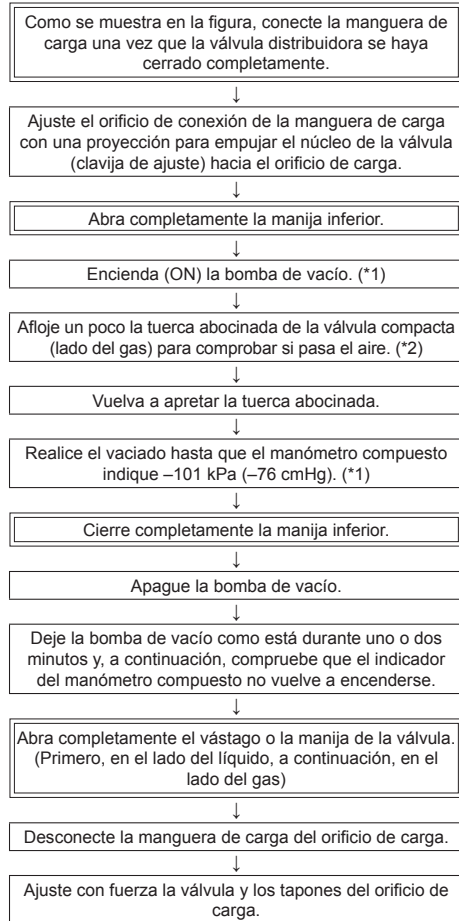 Como se muestra en la figura, conecte la manguera de
carga una vez que la válvula distribuidora se haya
cerrado completamente.
↓
Ajuste el orificio de conexión de la manguera de carga
con una proyección para empujar el núcleo de la válvula
(clavija de ajuste) hacia el orificio de carga.
↓
Abra completamente la manija inferior.
↓
Encienda (ON) la bomba de vacío. (*1)
↓
Afloje un poco la tuerca abocinada de la válvula compacta
(lado del gas) para comprobar si pasa el aire. (*2)
↓
Vuelva a apretar la tuerca abocinada.
↓
Realice el vaciado hasta que el manómetro compuesto
indique –101 kPa (–76 cmHg). (*1)
↓
Cierre completamente la manija inferior.
↓
Apague la bomba de vacío.
↓
Deje la bomba de vacío como está durante uno o dos
minutos y, a continuación, compruebe que el indicador
del manómetro compuesto no vuelve a encenderse.
↓
Abra completamente el vástago o la manija de la válvula.
(Primero, en el lado del líquido, a continuación, en el
lado del gas)
↓
Desconecte la manguera de carga del orificio de carga.
↓
Ajuste con fuerza la válvula y los tapones del orificio de
carga.